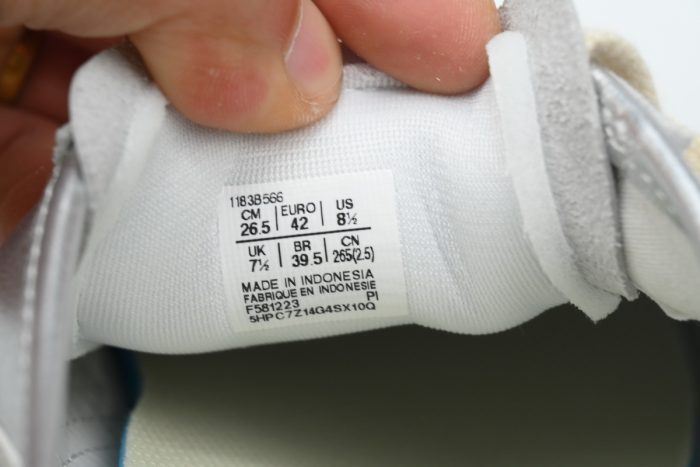 1183B566
CM EURO US
26.5 42 8½
UK BR CN
7½ 39.5 265(2.5)
MADE IN INDONESIA
FABRIQUE EN INDONESIE
F581223 PI
5HPC7Z14G4SX10Q